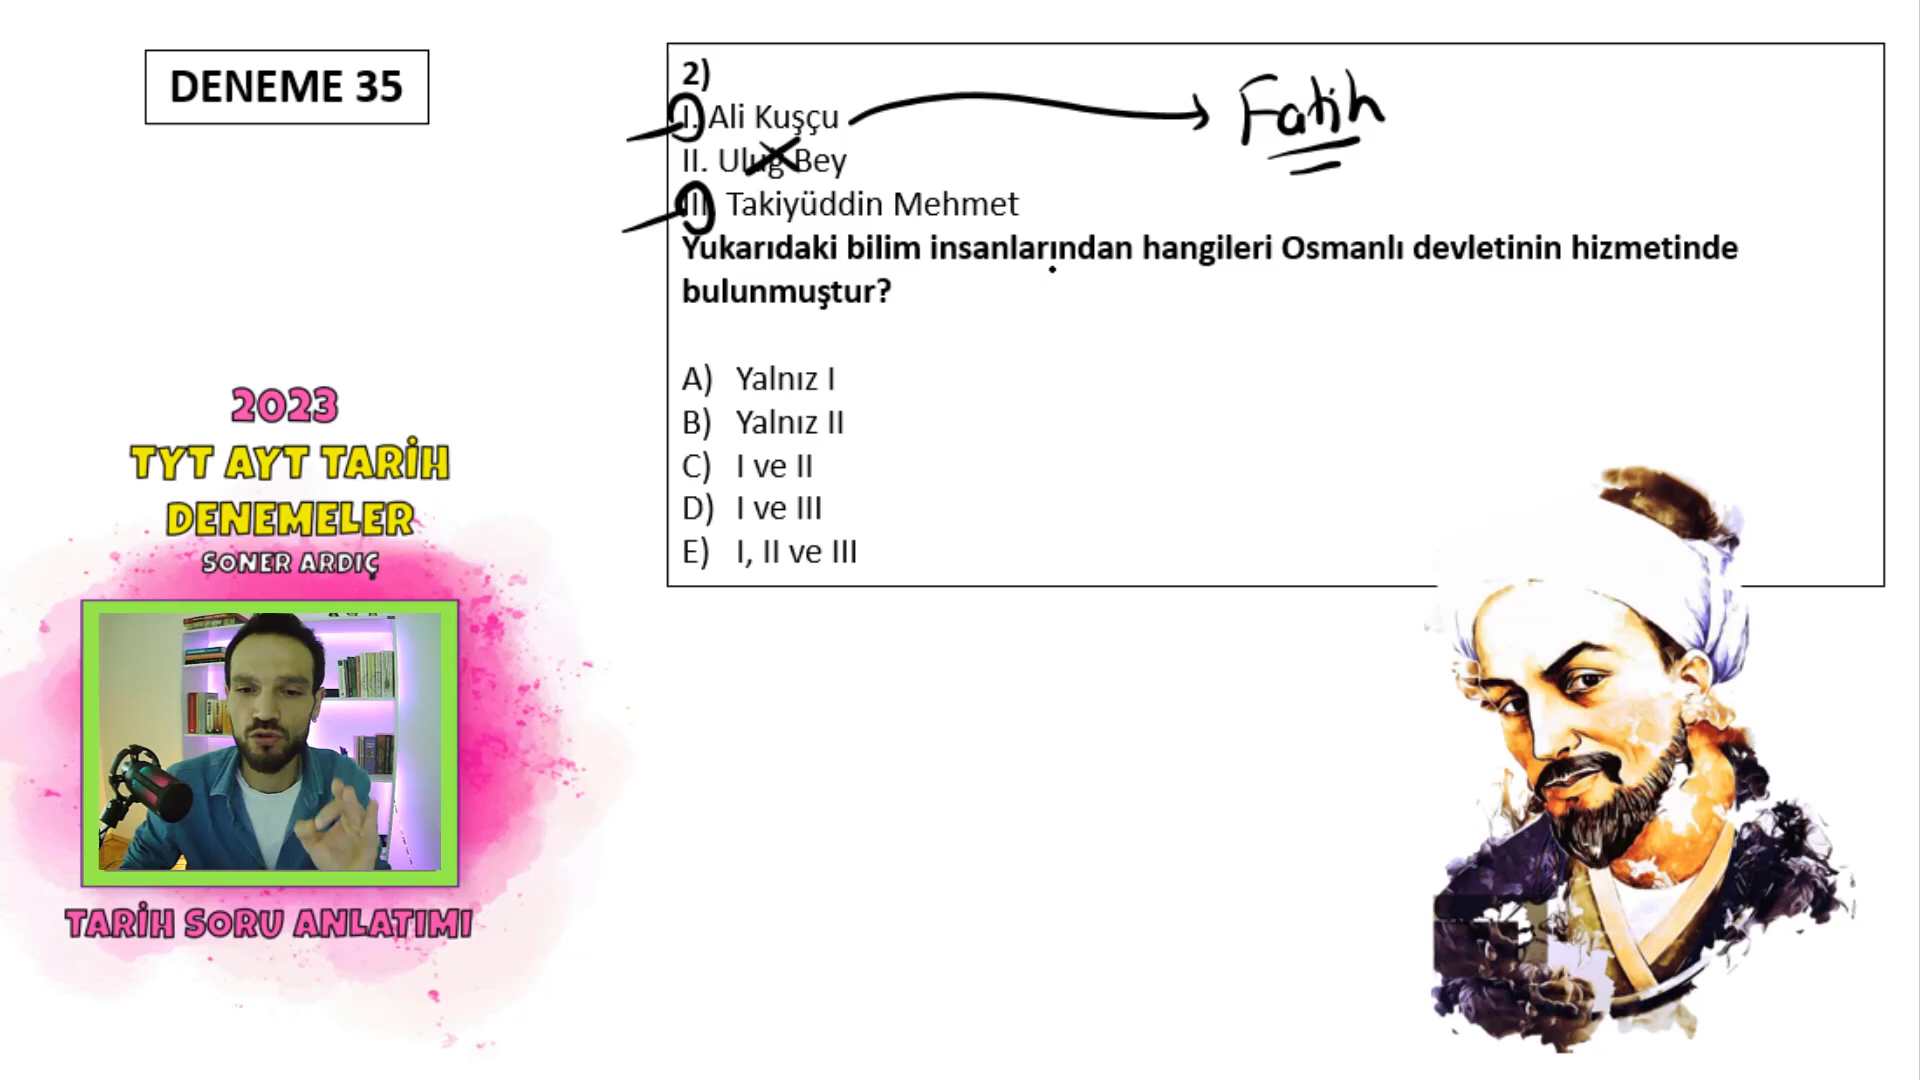 DENEME 35
2)
I. Ali Kuşçu
Fatih
II. Uluğ Bey
III. Takiyüddin Mehmet
Yukarıdaki bilim insanlarından hangileri Osmanlı devletinin hizmetinde
bulunmuştur?
A) Yalnız I
B) Yalnız II
C) I ve II
D) I ve III
E) I, II ve III
2023
TYT AYT TARİH
DENEMELER
SONER ARDIÇ
TARİH SORU ANLATIMI